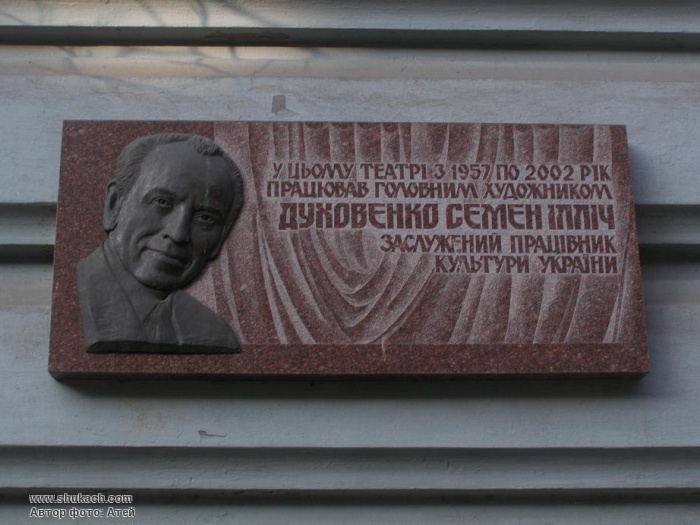 У ЦЬОМУ ТЕАТРІ З 1957 ПО 2002 РІК
ПРАЦЮВАВ ГОЛОВНИМ ХУДОЖНИКОМ
ДУХОВЕНКО СЕМЕН ІЛЛІЧ
ЗАСЛУЖЕНИЙ ПРАЦІВНИК
КУЛЬТУРИ УКРАЇНИ
www.shukach.com
Автор фото: Атей